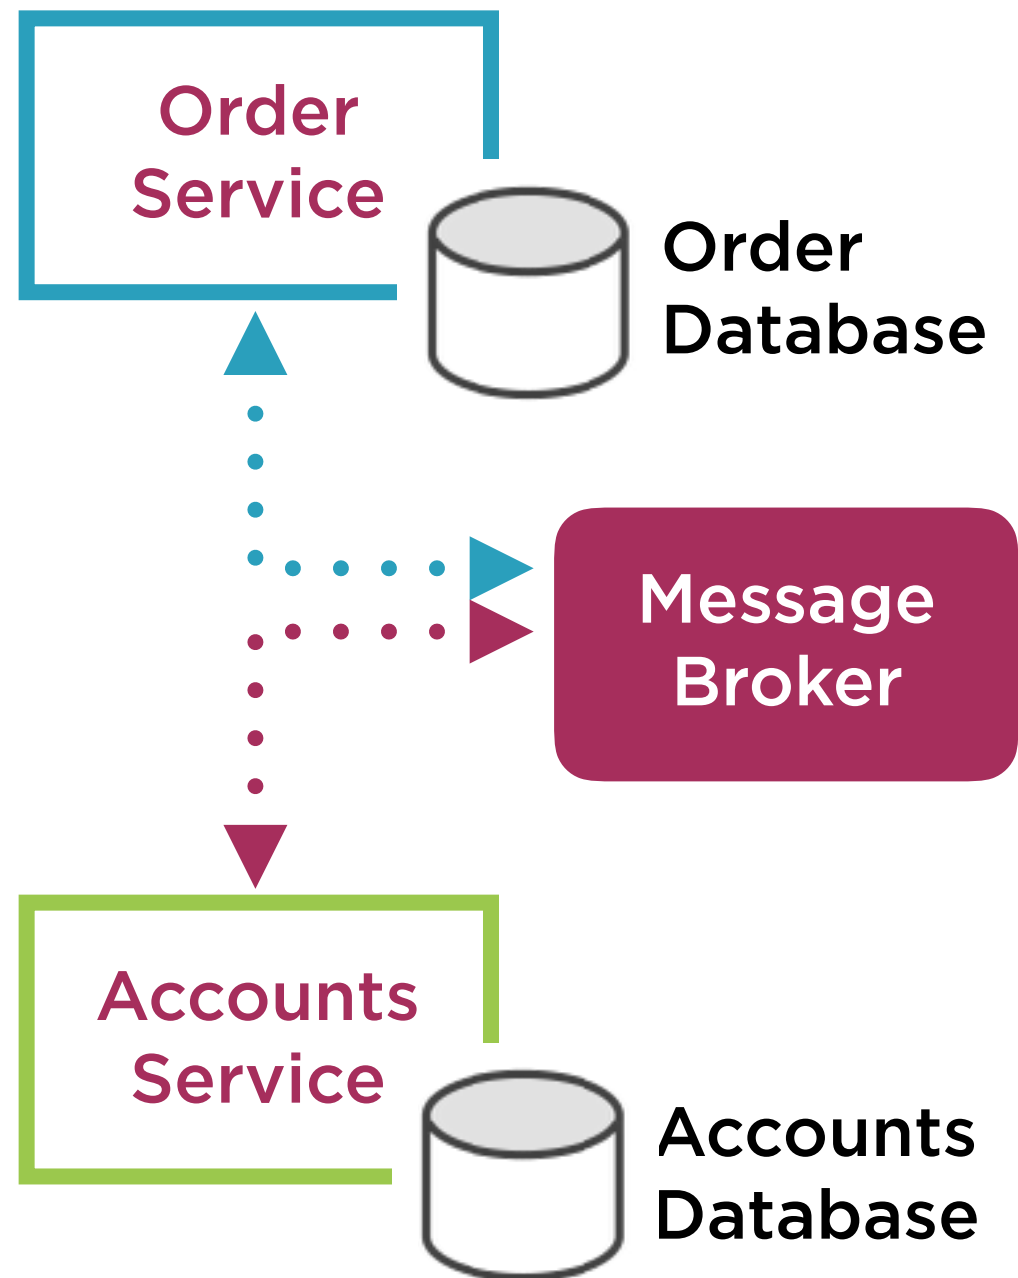 Order
Service
Order
Database
Message
Broker
Accounts
Service
Accounts
Database